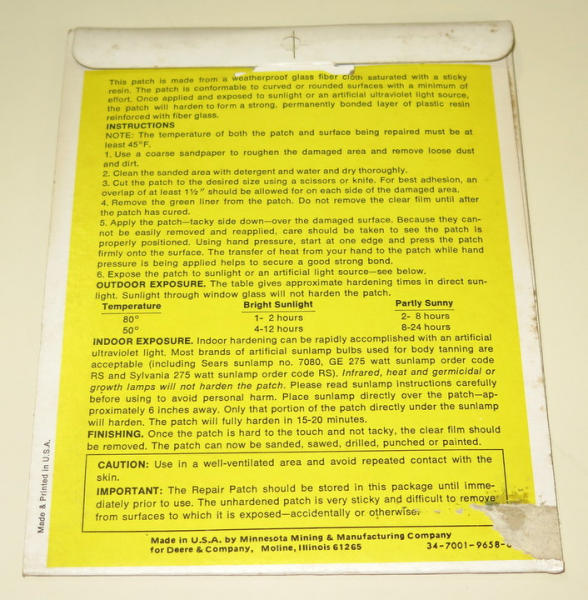 This patch is made from a weatherproof glass fiber cloth saturated with a sticky
resin. The patch is conformable to curved or rounded surfaces with a minimum of
effort. Once applied and exposed to sunlight or an artificial ultraviolet light source,
the patch will harden to form a strong, permanently bonded layer of plastic resin
reinforced with fiber glass.
INSTRUCTIONS
NOTE: The temperature of both the patch and surface being repaired must be at
least 45°F.
1. Use a coarse sandpaper to roughen the damaged area and remove loose dust
and dirt.
2. Clean the sanded area with detergent and water and dry thoroughly.
3. Cut the patch to the desired size using a scissors or knife. For best adhesion, an
overlap of at least 1½" should be allowed for on each side of the damaged area.
4. Remove the green liner from the patch. Do not remove the clear film until after
the patch has cured.
5. Apply the patch—tacky side down—over the damaged surface. Because they can-
not be easily removed and reapplied, care should be taken to see the patch is
properly positioned. Using hand pressure, start at one edge and press the patch
firmly onto the surface. The transfer of heat from your hand to the patch while hand
pressure is being applied helps to secure a good strong bond.
6. Expose the patch to sunlight or an artificial light source—see below.
OUTDOOR EXPOSURE. The table gives approximate hardening times in direct sun-
light. Sunlight through window glass will not harden the patch.
Temperature Bright Sunlight Partly Sunny
80° 1- 2 hours 2- 8 hours
50° 4-12 hours 8-24 hours
INDOOR EXPOSURE. Indoor hardening can be rapidly accomplished with an artificial
ultraviolet light. Most brands of artificial sunlamp bulbs used for body tanning are
acceptable (including Sears sunlamp no. 7080, GE 275 watt sunlamp order code
RS and Sylvania 275 watt sunlamp order code RS). Infrared, heat and germicidal or
growth lamps will not harden the patch. Please read sunlamp instructions carefully
before using to avoid personal harm. Place sunlamp directly over the patch—ap-
proximately 6 inches away. Only that portion of the patch directly under the sunlamp
will harden. The patch will fully harden in 15-20 minutes.
FINISHING. Once the patch is hard to the touch and not tacky, the clear film should
be removed. The patch can now be sanded, sawed, drilled, punched or painted.
CAUTION: Use in a well-ventilated area and avoid repeated contact with the
skin.
IMPORTANT: The Repair Patch should be stored in this package until imme-
diately prior to use. The unhardened patch is very sticky and difficult to remove
from surfaces to which it is exposed—accidentally or otherwise.
Made in U.S.A. by Minnesota Mining & Manufacturing Company
for Deere & Company, Moline, Illinois 61265 34-7001-9658-
Made & Printed in U.S.A.